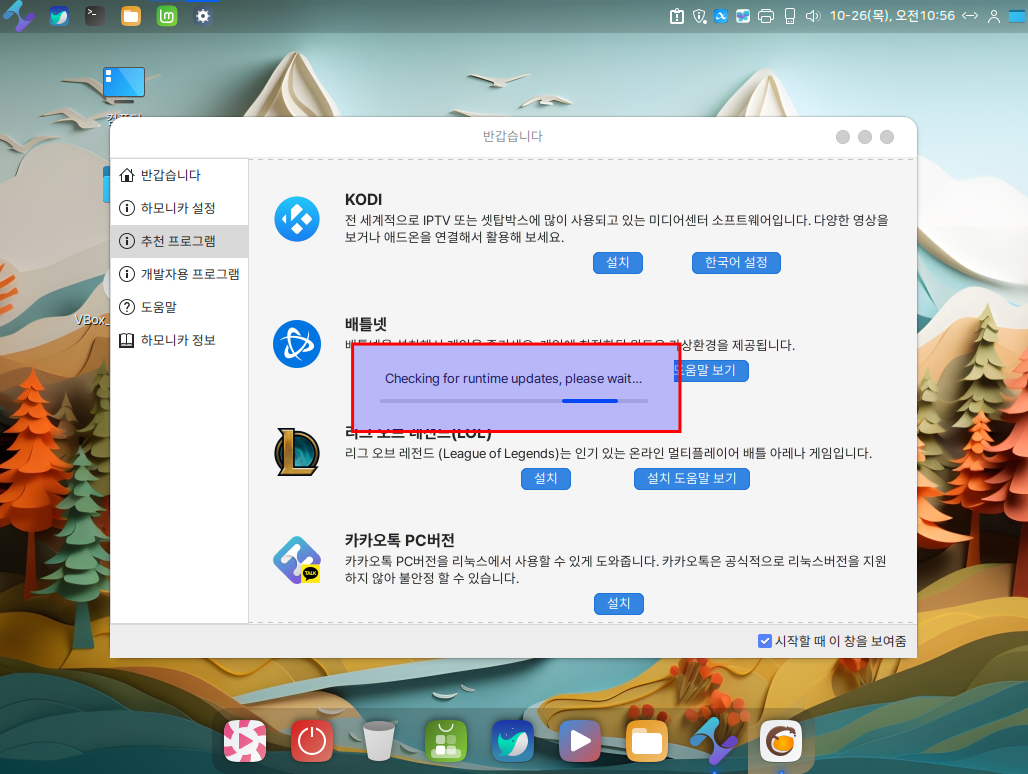 10-26(목), 오전10:56
반갑습니다
반갑습니다
하모니카 설정
추천 프로그램
개발자용 프로그램
도움말
하모니카 정보
KODI
전 세계적으로 IPTV 또는 셋탑박스에 많이 사용되고 있는 미디어센터 소프트웨어입니다. 다양한 영상을
보거나 애드온을 연결해서 활용해 보세요.
설치
한국어 설정
배틀넷
가상환경을 제공됩니다.
도움말 보기
Checking for runtime updates, please wait...
리그 오브 레전드(LOL)
리그 오브 레전드 (League of Legends)는 인기 있는 온라인 멀티플레이어 배틀 아레나 게임입니다.
설치
설치 도움말 보기
카카오톡 PC버전
카카오톡 PC버전을 리눅스에서 사용할 수 있게 도와줍니다. 카카오톡은 공식적으로 리눅스버전을 지원
하지 않아 불안정 할 수 있습니다.
TALK
설치
시작할 때 이 창을 보여줌
VBox_